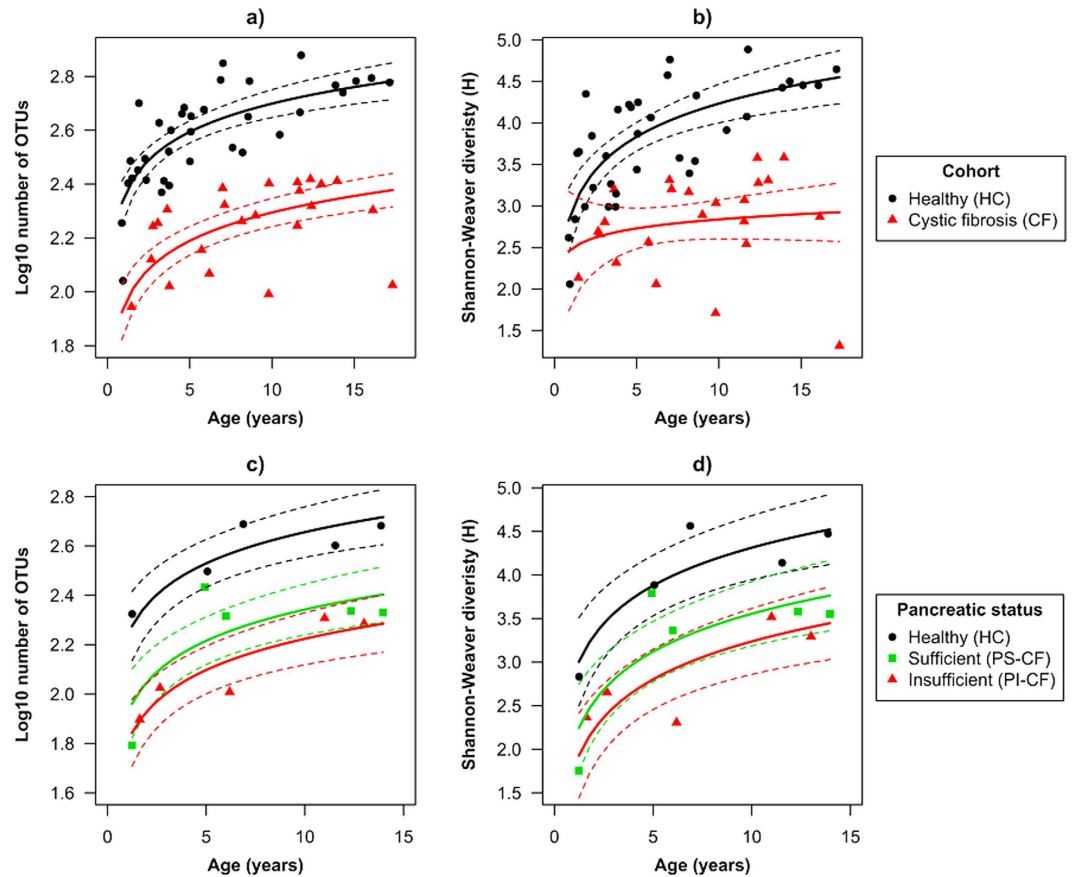 a)
Log10 number of OTUs
2.8
2.6
2.4
2.2
2.0
1.8
0 5 10 15
Age (years)
b)
Shannon-Weaver diveristy (H)
5.0
4.5
4.0
3.5
3.0
2.5
2.0
1.5
0 5 10 15
Age (years)
Cohort
Healthy (HC)
Cystic fibrosis (CF)
c)
Log10 number of OTUs
2.8
2.6
2.4
2.2
2.0
1.8
1.6
0 5 10 15
Age (years)
d)
Shannon-Weaver diveristy (H)
5.0
4.5
4.0
3.5
3.0
2.5
2.0
1.5
0 5 10 15
Age (years)
Pancreatic status
Healthy (HC)
Sufficient (PS-CF)
Insufficient (PI-CF)